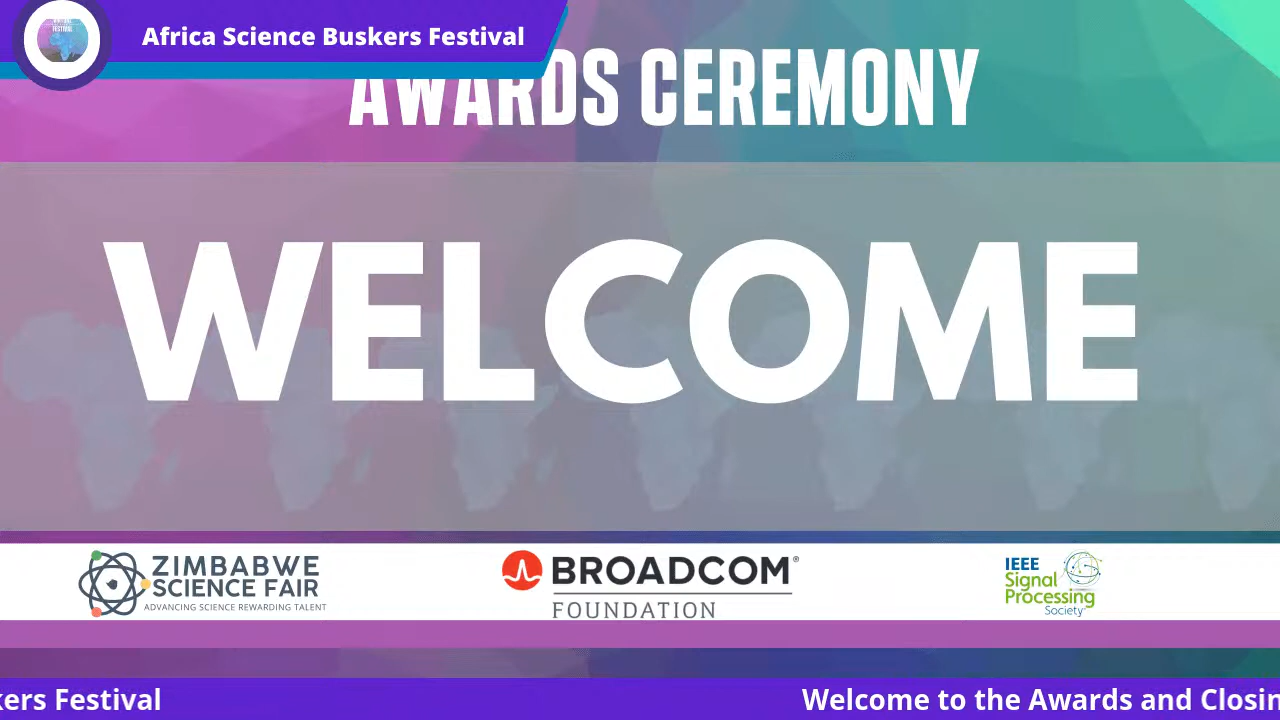 Africa Science Buskers Festival
AWARDS CEREMONY
WELCOME
ZIMBABWE
SCIENCE FAIR
ADVANCING SCIENCE REWARDING TALENT
BROADCOM®
FOUNDATION
IEEE
Signal
Processing
Society
kers Festival
Welcome to the Awards and Closin